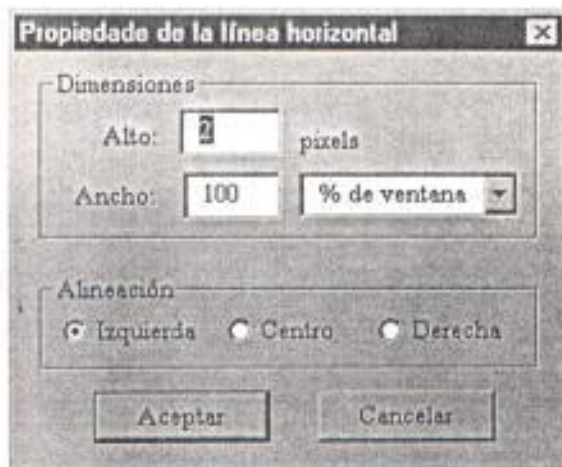 Propiedade de la línea horizontal
Dimensiones
Alto: 2 pixels
Ancho: 100 % de ventana
Alineación
Izquierda Centro Derecha
Aceptar Cancelar